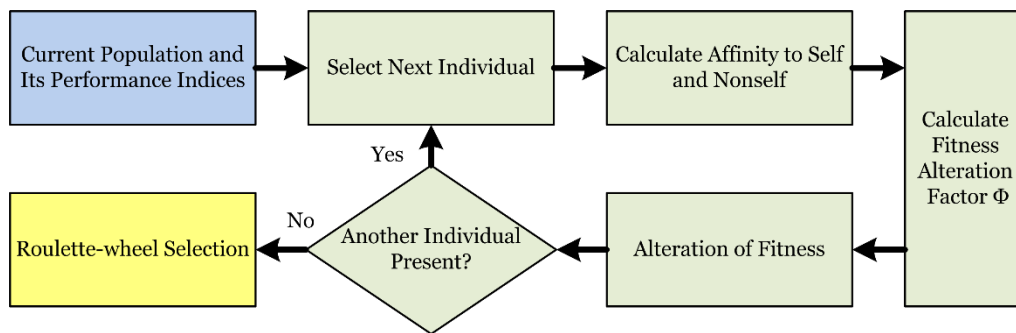 Current Population and
Its Performance Indices
Select Next Individual
Calculate Affinity to Self
and Nonself
Calculate
Fitness
Alteration
Factor Φ
Alteration of Fitness
Another Individual
Present?
Yes
No
Roulette-wheel Selection